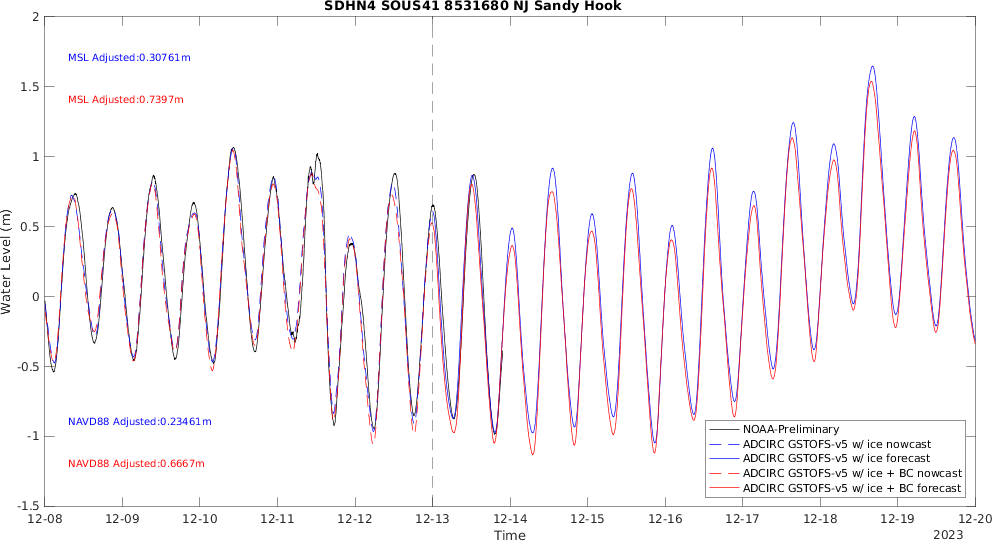 SDHN4 SOUS41 8531680 NJ Sandy Hook
2
MSL Adjusted:0.30761m
1.5
MSL Adjusted:0.7397m
1
0.5
Water Level (m)
0
-0.5
NAVD88 Adjusted:0.23461m
-1
NAVD88 Adjusted:0.6667m
-1.5
NOAA-Preliminary
ADCIRC GSTOFS-v5 w/ ice nowcast
ADCIRC GSTOFS-v5 w/ ice forecast
ADCIRC GSTOFS-v5 w/ ice + BC nowcast
ADCIRC GSTOFS-v5 w/ ice + BC forecast
12-08 12-09 12-10 12-11 12-12 12-13 12-14 12-15 12-16 12-17 12-18 12-19 12-20
Time
2023